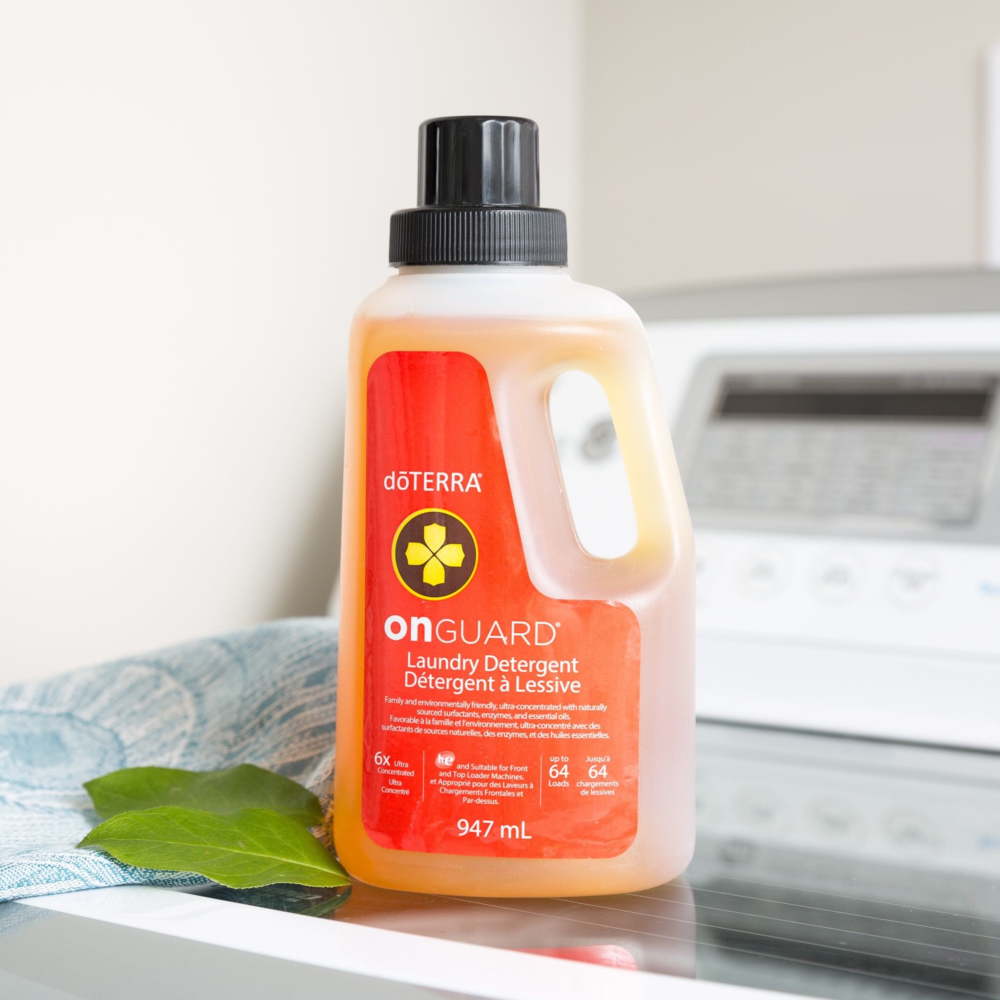 dōTERRA®
onGUARD®
Laundry Detergent
Détergent à Lessive
Family and environmentally friendly, ultra-concentrated with naturally
sourced surfactants, enzymes, and essential oils.
Favorable à la famille et l'environnement, ultra-concentré avec des
surfactants de sources naturelles, des enzymes, et des huiles essentielles.
6x Ultra
Concentrated
Ultra
Concentré
he and Suitable for Front
and Top Loader Machines.
et Approprié pour des Laveurs à
Chargements Frontales et
Par-dessus.
up to
64
Loads
Jusqu'à
64
chargements
de lessives
947 mL